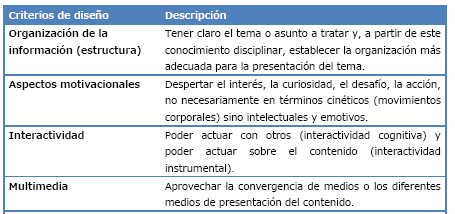 Criterios de diseño Descripción
Organización de la Tener claro el tema o asunto a tratar y, a partir de este
información (estructura) conocimiento disciplinar, establecer la organización más
adecuada para la presentación del tema.
Aspectos motivacionales Despertar el interés, la curiosidad, el desafío, la acción,
no necesariamente en términos cinéticos (movimientos
corporales) sino intelectuales y emotivos.
Interactividad Poder actuar con otros (interactividad cognitiva) y
poder actuar sobre el contenido (interactividad
instrumental).
Multimedia Aprovechar la convergencia de medios o los diferentes
medios de presentación del contenido.